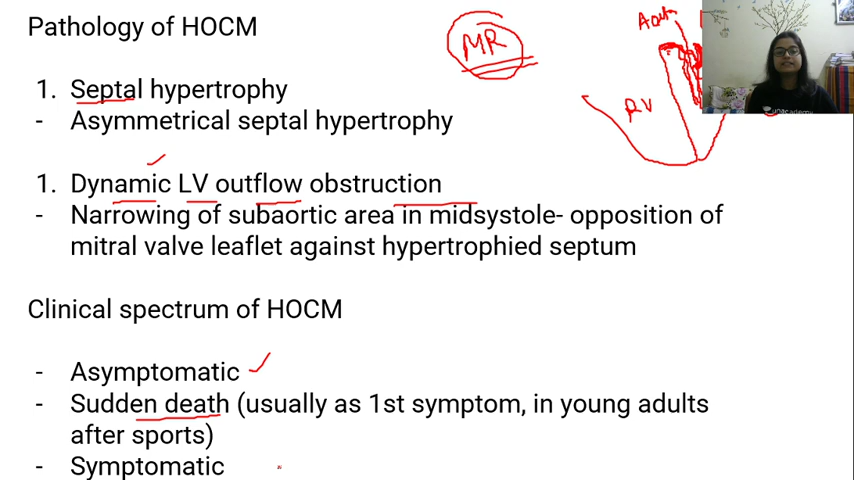 Pathology of HOCM
MR
Aorta
RV
1. Septal hypertrophy
- Asymmetrical septal hypertrophy
1. Dynamic LV outflow obstruction
- Narrowing of subaortic area in midsystole- opposition of
mitral valve leaflet against hypertrophied septum
Clinical spectrum of HOCM
- Asymptomatic
- Sudden death (usually as 1st symptom, in young adults
after sports)
- Symptomatic
unacademy